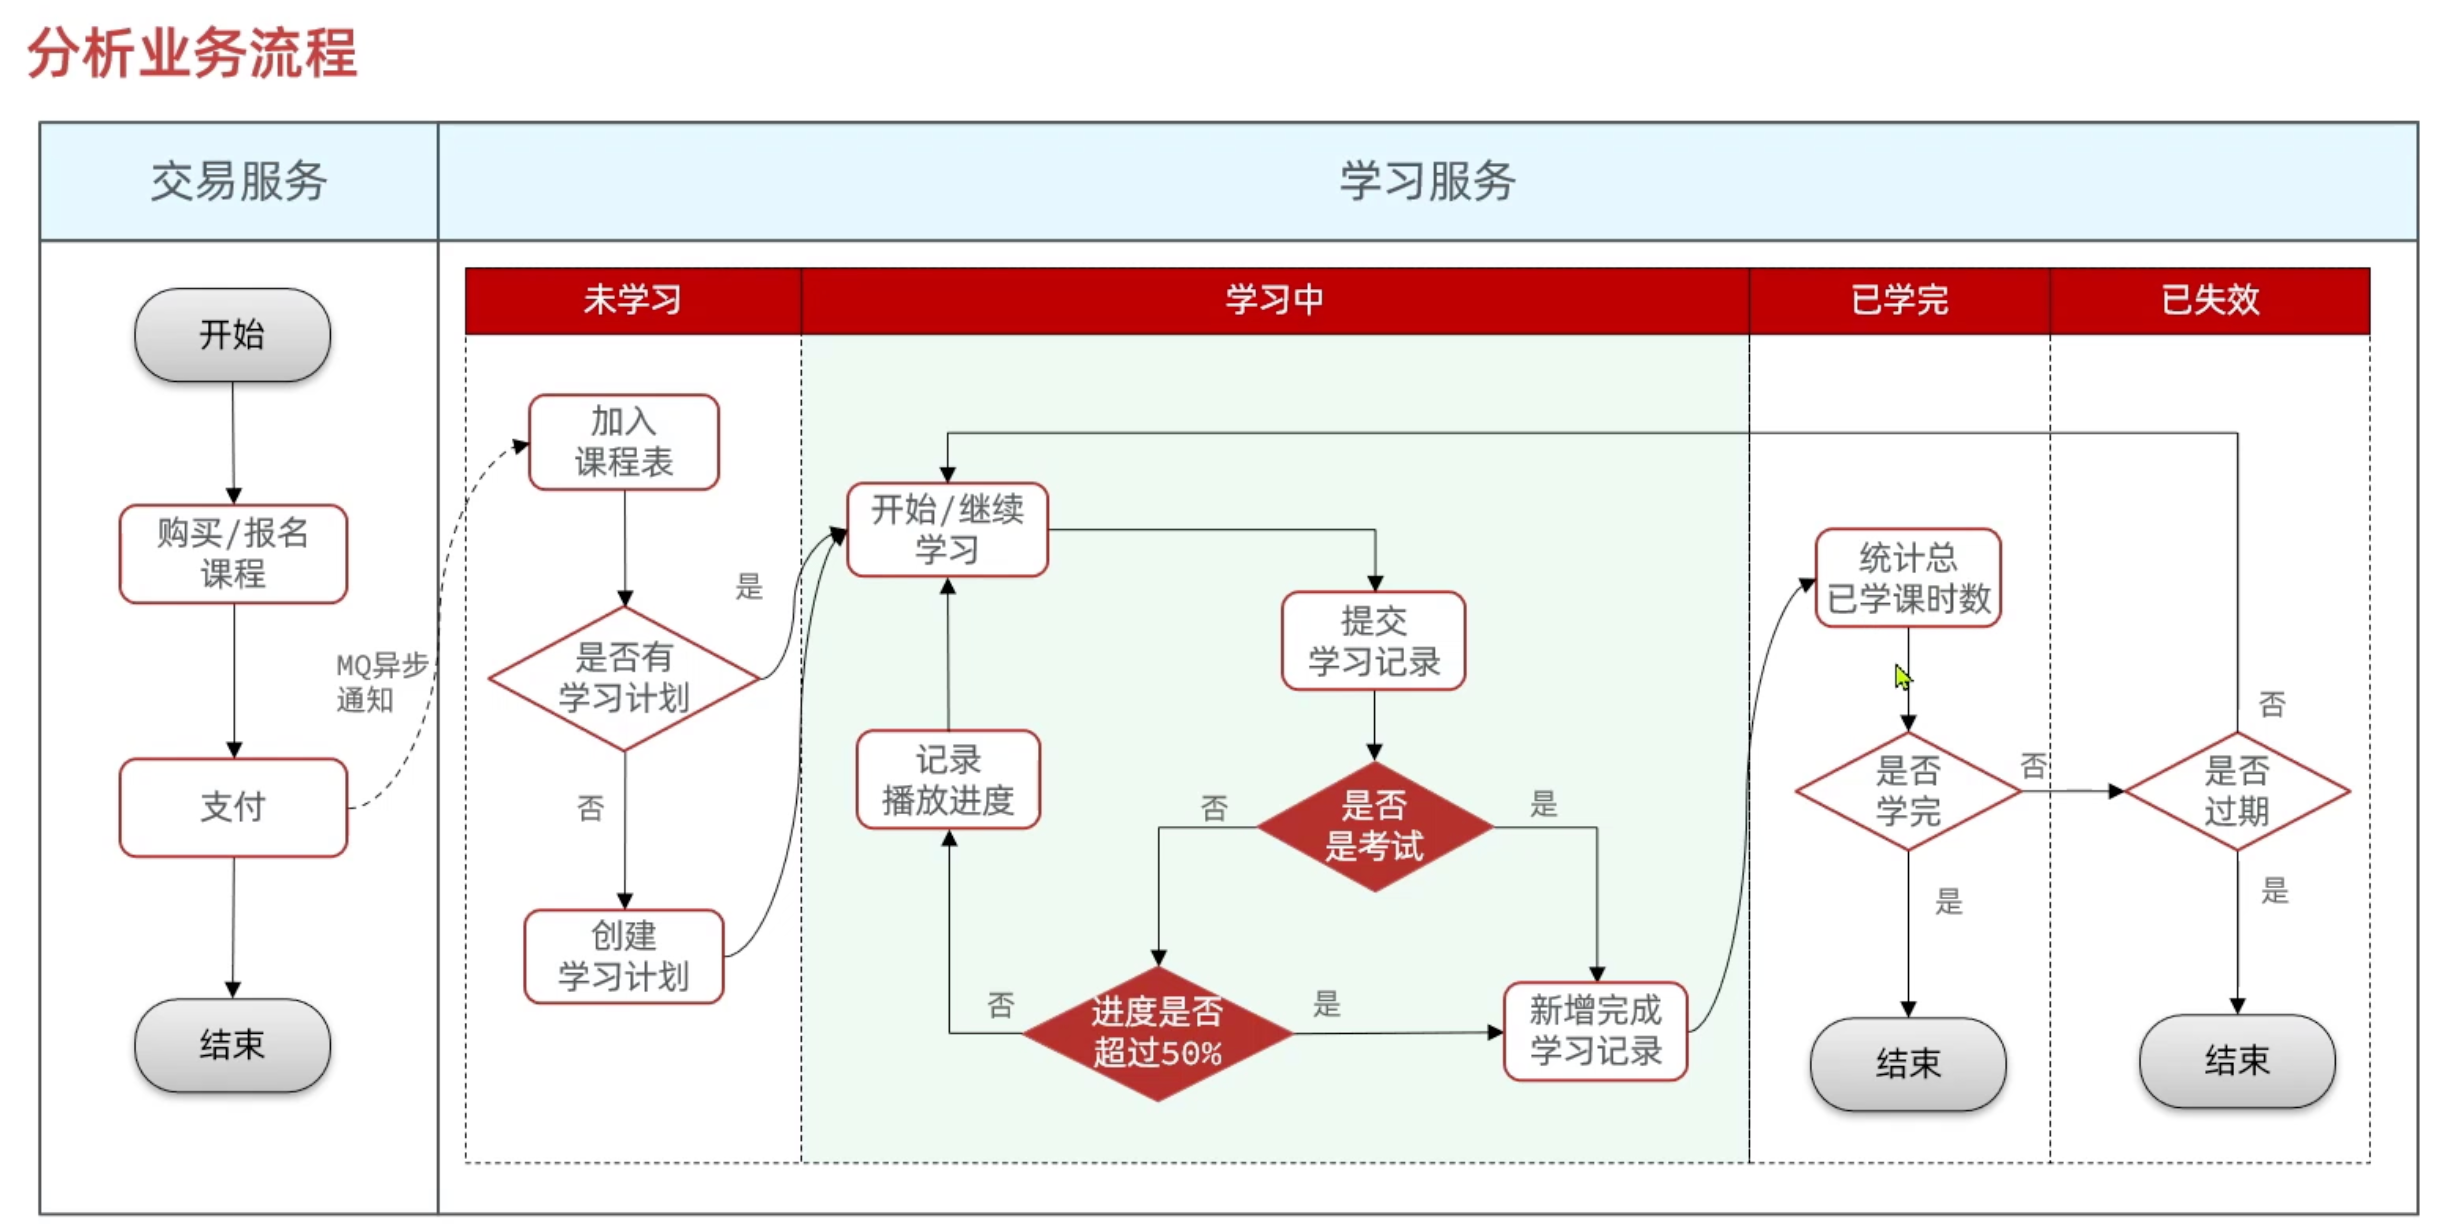 分析业务流程
交易服务
学习服务
未学习
学习中
已学完
已失效
开始
购买/报名
课程
支付
结束
MQ异步
通知
加入
课程表
是否有
学习计划
是
否
创建
学习计划
开始/继续
学习
提交
学习记录
记录
播放进度
是否
是考试
否
是
进度是否
超过50%
否
是
新增完成
学习记录
统计总
已学课时数
是否
学完
否
是
结束
是否
过期
否
是
结束